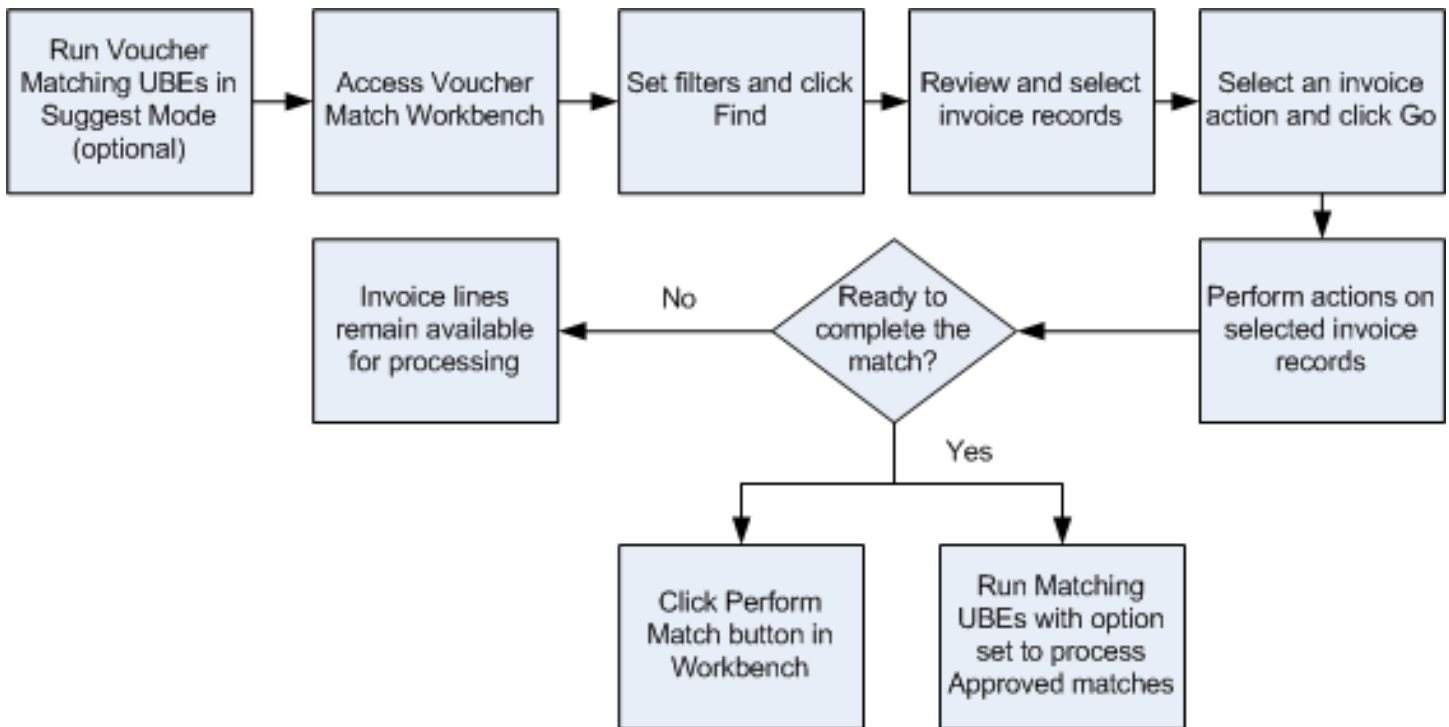 Run Voucher
Matching UBEs in
Suggest Mode
(optional)
Access Voucher
Match Workbench
Set filters and click
Find
Review and select
invoice records
Select an invoice
action and click Go
Perform actions on
selected invoice
records
Ready to
complete the
match?
No
Invoice lines
remain available
for processing
Yes
Click Perform
Match button in
Workbench
Run Matching
UBEs with option
set to process
Approved matches